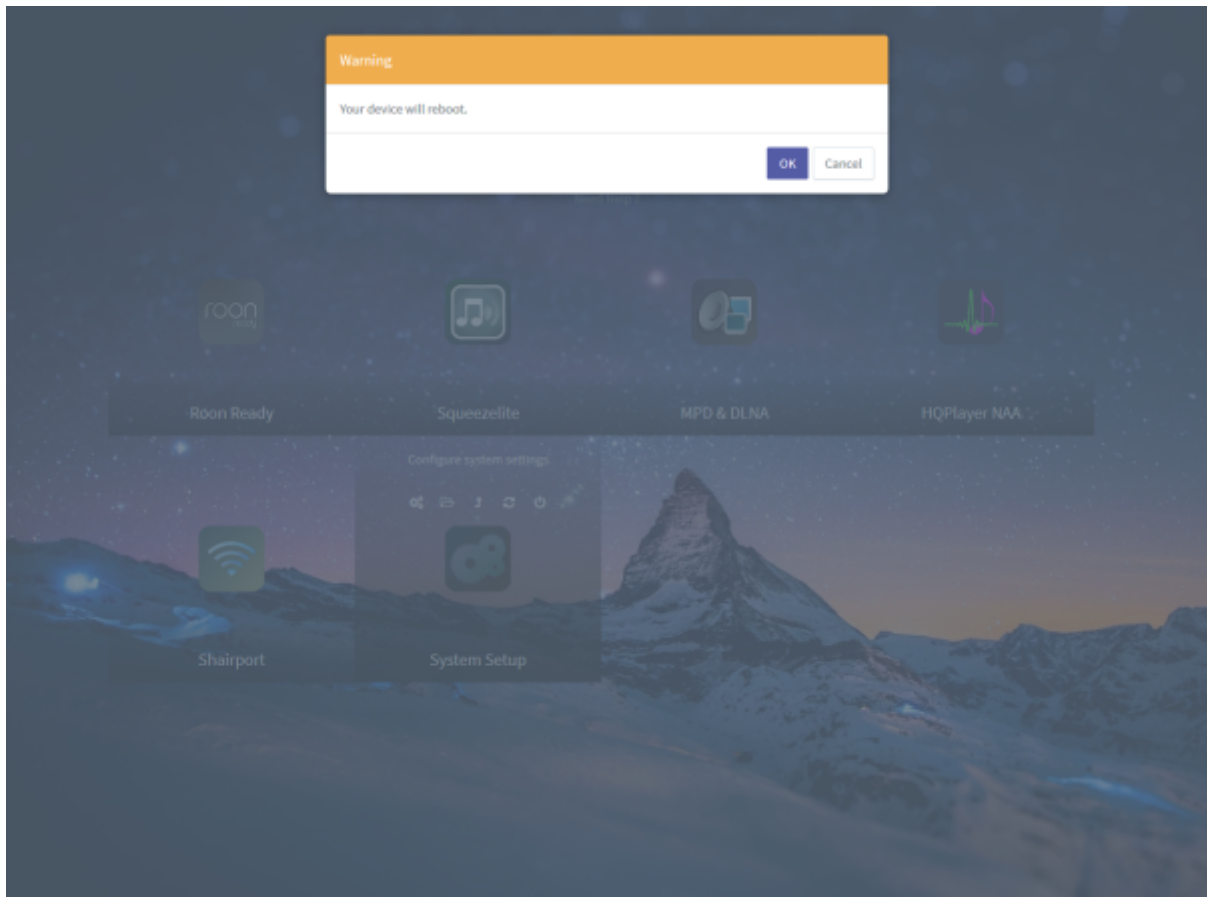 Warning
Your device will reboot.
OK Cancel
roon
ready
Roon Ready Squeezelite MPD & DLNA HQPlayer NAA
Configure system settings
Shairport System Setup